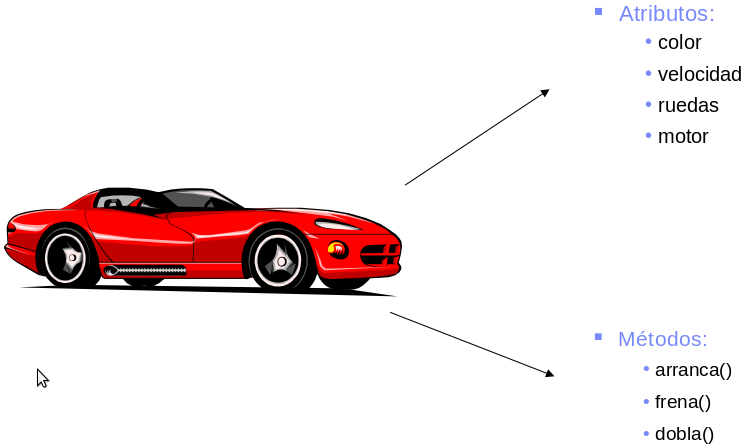 Atributos:
color
velocidad
ruedas
motor
Métodos:
arranca()
frena()
dobla()